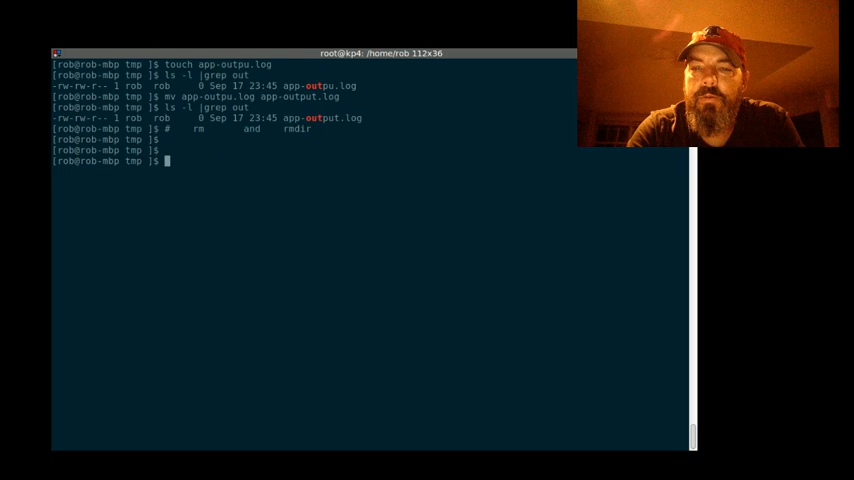 root@kp4: /home/rob 112x36
[rob@rob-mbp tmp ]$ touch app-outpu.log
[rob@rob-mbp tmp ]$ ls -l |grep out
-rw-rw-r-- 1 rob  rob     0 Sep 17 23:45 app-outpu.log
[rob@rob-mbp tmp ]$ mv app-outpu.log app-output.log
[rob@rob-mbp tmp ]$ ls -l |grep out
-rw-rw-r-- 1 rob  rob     0 Sep 17 23:45 app-output.log
[rob@rob-mbp tmp ]$ #    rm       and    rmdir
[rob@rob-mbp tmp ]$
[rob@rob-mbp tmp ]$
[rob@rob-mbp tmp ]$